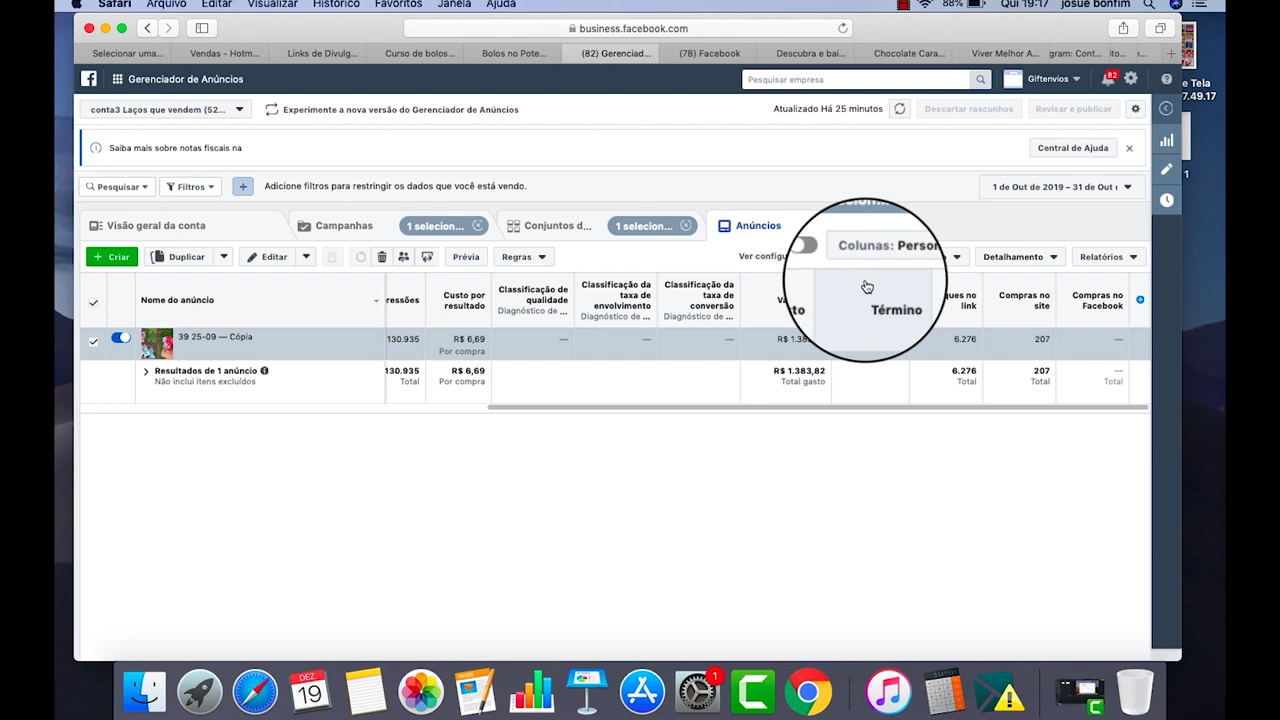 Safari Arquivo Editar Visualizar Histórico Favoritos Janela Ajuda 88% Qui 19:17 josue bonfim
business.facebook.com
Selecionar uma... Vendas - Hotm... Links de Divulg... Curso de bolos... Bolos no Pote... (82) Gerenciad... (78) Facebook Descubra e bai... Chocolate Cara... Viver Melhor A... gram: Cont... ito...
e Tela
7.49.17
1
Gerenciador de Anúncios Pesquisar empresa Giftenvios 82
conta3 Laços que vendem (52... Experimente a nova versão do Gerenciador de Anúncios Atualizado Há 25 minutos Descartar rascunhos Revisar e publicar
Saiba mais sobre notas fiscais na Central de Ajuda
Pesquisar Filtros + Adicione filtros para restringir os dados que você está vendo. 1 de Out de 2019 – 31 de Out
Visão geral da conta Campanhas 1 selecion... Conjuntos d... 1 selecion... Anúncios
+ Criar Duplicar Editar Prévia Regras Ver configu Colunas: Person Detalhamento Relatórios
Nome do anúncio ressões Custo por resultado Classificação de qualidade Diagnóstico de ... Classificação da taxa de envolvimento Diagnóstico de ... Classificação da taxa de conversão Diagnóstico de ... Va to Término ques no link Compras no site Compras no Facebook
39 25-09 — Cópia 130.935 R$ 6,69 — — — R$ 1.38 6.276 207 —
Por compra
Resultados de 1 anúncio 130.935 R$ 6,69 R$ 1.383,82 6.276 207 —
Não inclui itens excluídos Total Por compra Total gasto Total Total Total
DEZ
19
1